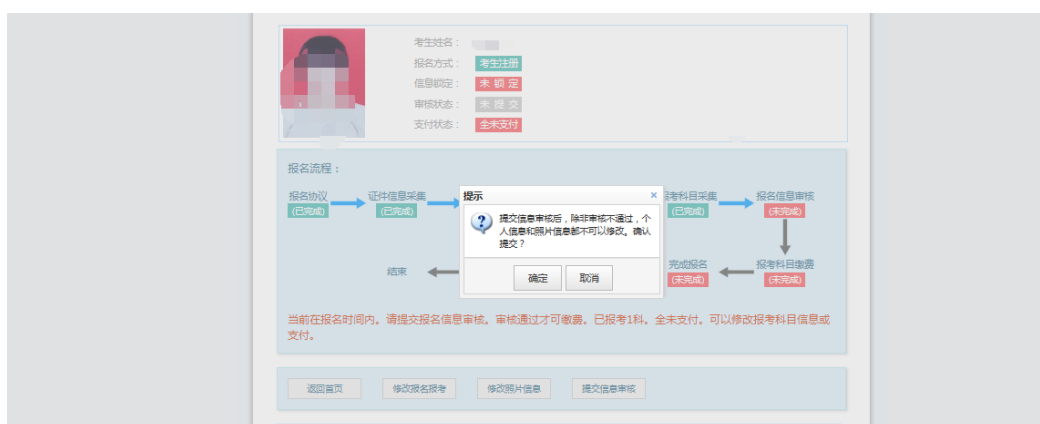 考生姓名：
报名方式： 考生注册
信息锁定： 未 锁 定
审核状态： 未 提 交
支付状态： 全未支付
报名流程：
报名协议 证件信息采集 报考科目采集 报名信息审核
(已完成) (已完成) (已完成) (未完成)
提示 ×
提交信息审核后，除非审核不通过，个
人信息和照片信息都不可以修改。确认
提交？
确定 取消
结束 完成报名 报考科目缴费
(未完成) (未完成)
当前在报名时间内。请提交报名信息审核。审核通过才可缴费。已报考1科。全未支付。可以修改报考科目信息或
支付。
返回首页 修改报名报考 修改照片信息 提交信息审核